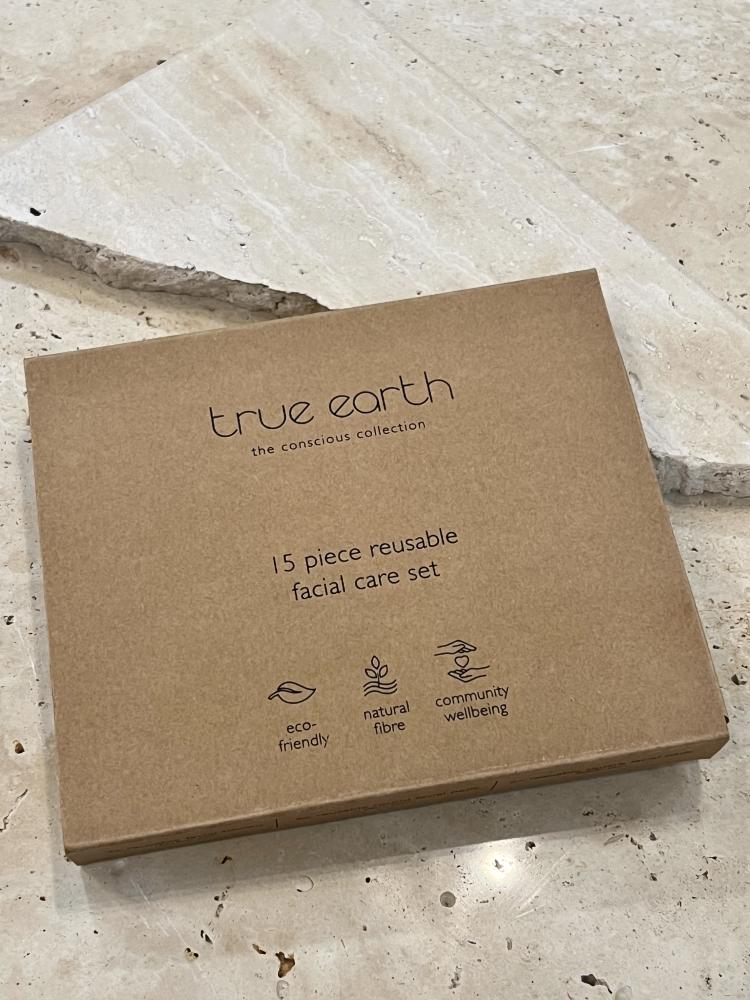 true earth
the conscious collection
15 piece reusable
facial care set
eco-
friendly
natural
fibre
community
wellbeing